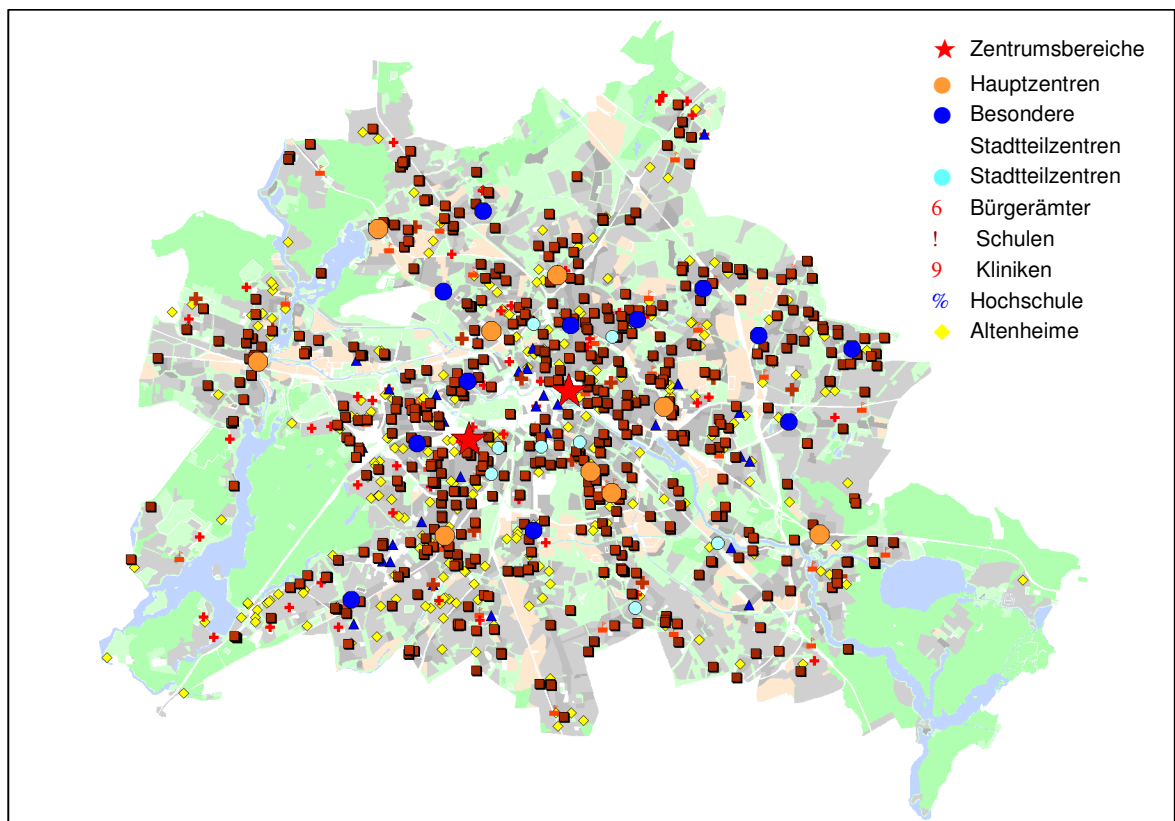 Zentrumsbereiche
Hauptzentren
Besondere
Stadtteilzentren
Stadtteilzentren
6 Bürgerämter
! Schulen
9 Kliniken
% Hochschule
Altenheime